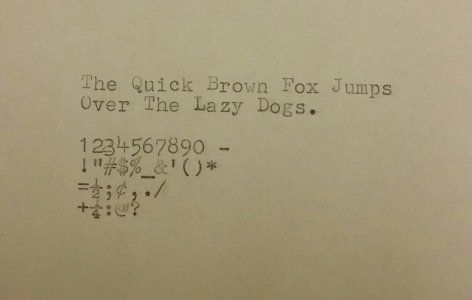 The Quick Brown Fox Jumps
Over The Lazy Dogs.
1234567890 -
!"#$%_&'()*
=½;¢,./
+¼:@?